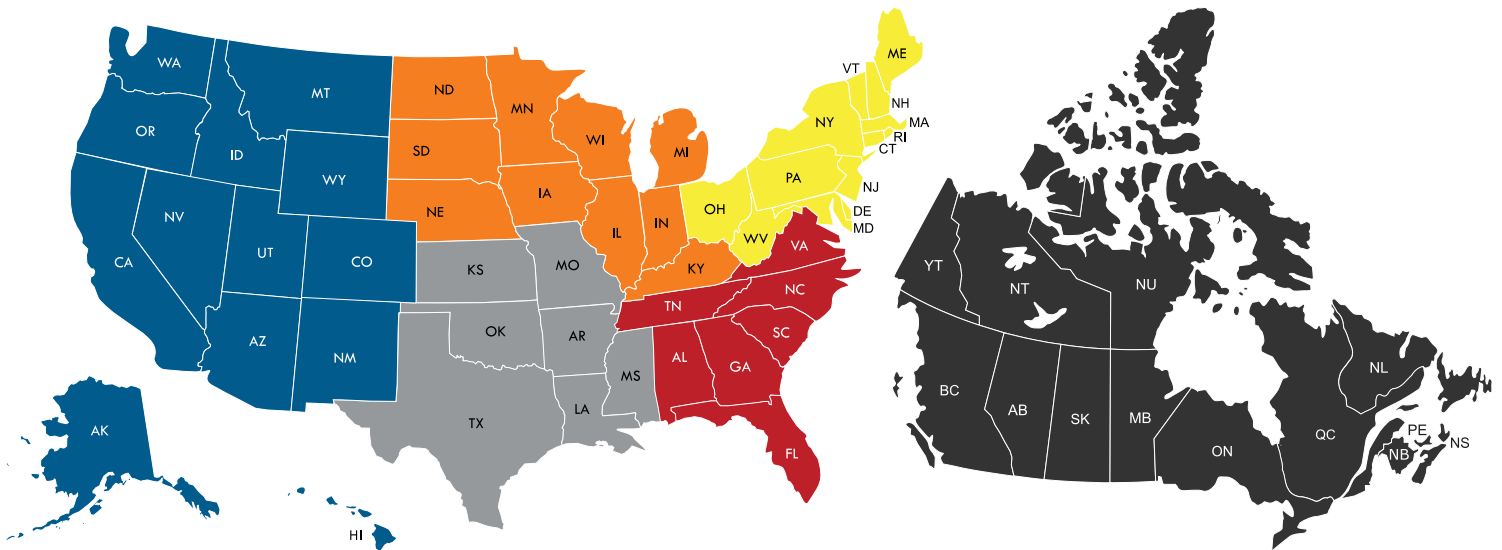 WA
MT
ND
MN
OR
ID
WY
SD
WI
MI
NV
UT
CO
CA
AZ
NM
NE
IA
IL
IN
KY
KS
MO
OK
AR
TX
LA
MS
ME
VT
NH
NY
MA
RI
CT
PA
NJ
OH
DE
MD
WV
VA
TN
NC
SC
AL
GA
FL
AK
HI
YT
NT
NU
BC
AB
SK
MB
ON
QC
NL
PE
NB
NS